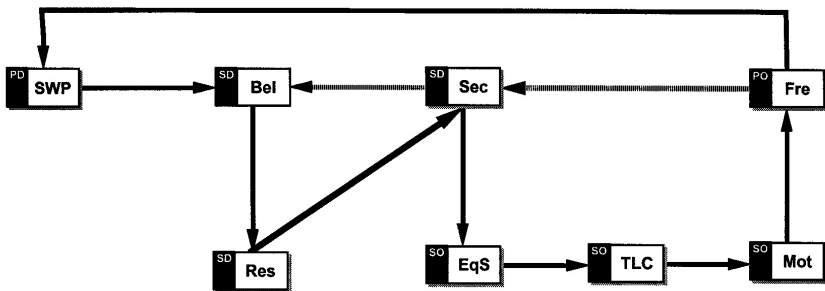 PD SWP
SD Bel
SD Sec
PO Fre
SD Res
SO EqS
SO TLC
SO Mot